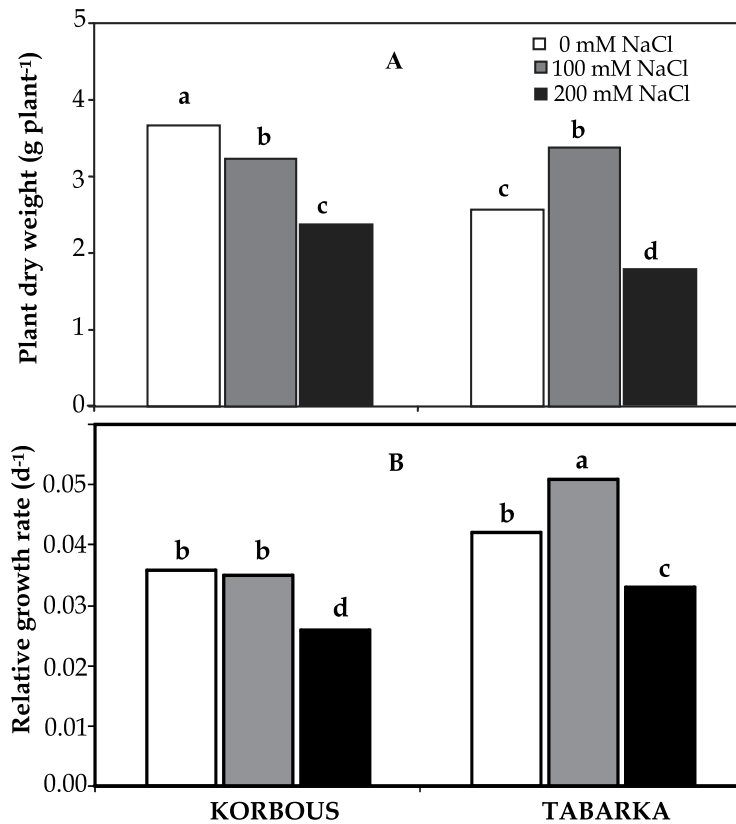 5
A
0 mM NaCl
100 mM NaCl
200 mM NaCl
4
a
b
b
3
c
c
2
d
1
0
Plant dry weight (g plant-1)
B
a
0.05
b
0.04
b b
c
0.03
d
0.02
0.01
0.00
Relative growth rate (d-1)
KORBOUS TABARKA